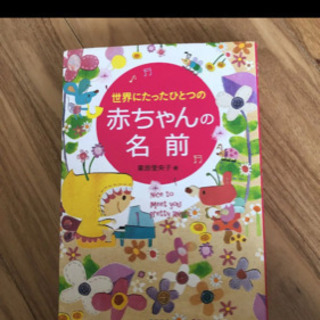 世界にたったひとつの
赤ちゃんの
名前
nice to
meet you
pretty